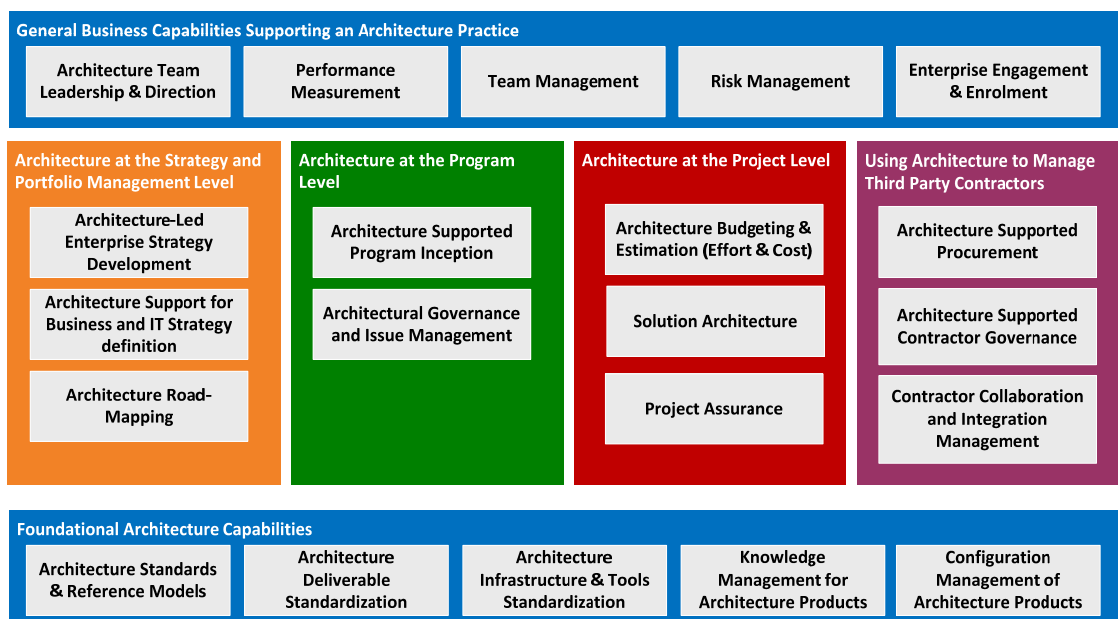 General Business Capabilities Supporting an Architecture Practice
Architecture Team
Leadership & Direction
Performance
Measurement
Team Management
Risk Management
Enterprise Engagement
& Enrolment
Architecture at the Strategy and
Portfolio Management Level
Architecture-Led
Enterprise Strategy
Development
Architecture Support for
Business and IT Strategy
definition
Architecture Road-
Mapping
Architecture at the Program
Level
Architecture Supported
Program Inception
Architectural Governance
and Issue Management
Architecture at the Project Level
Architecture Budgeting &
Estimation (Effort & Cost)
Solution Architecture
Project Assurance
Using Architecture to Manage
Third Party Contractors
Architecture Supported
Procurement
Architecture Supported
Contractor Governance
Contractor Collaboration
and Integration
Management
Foundational Architecture Capabilities
Architecture Standards
& Reference Models
Architecture
Deliverable
Standardization
Architecture
Infrastructure & Tools
Standardization
Knowledge
Management for
Architecture Products
Configuration
Management of
Architecture Products